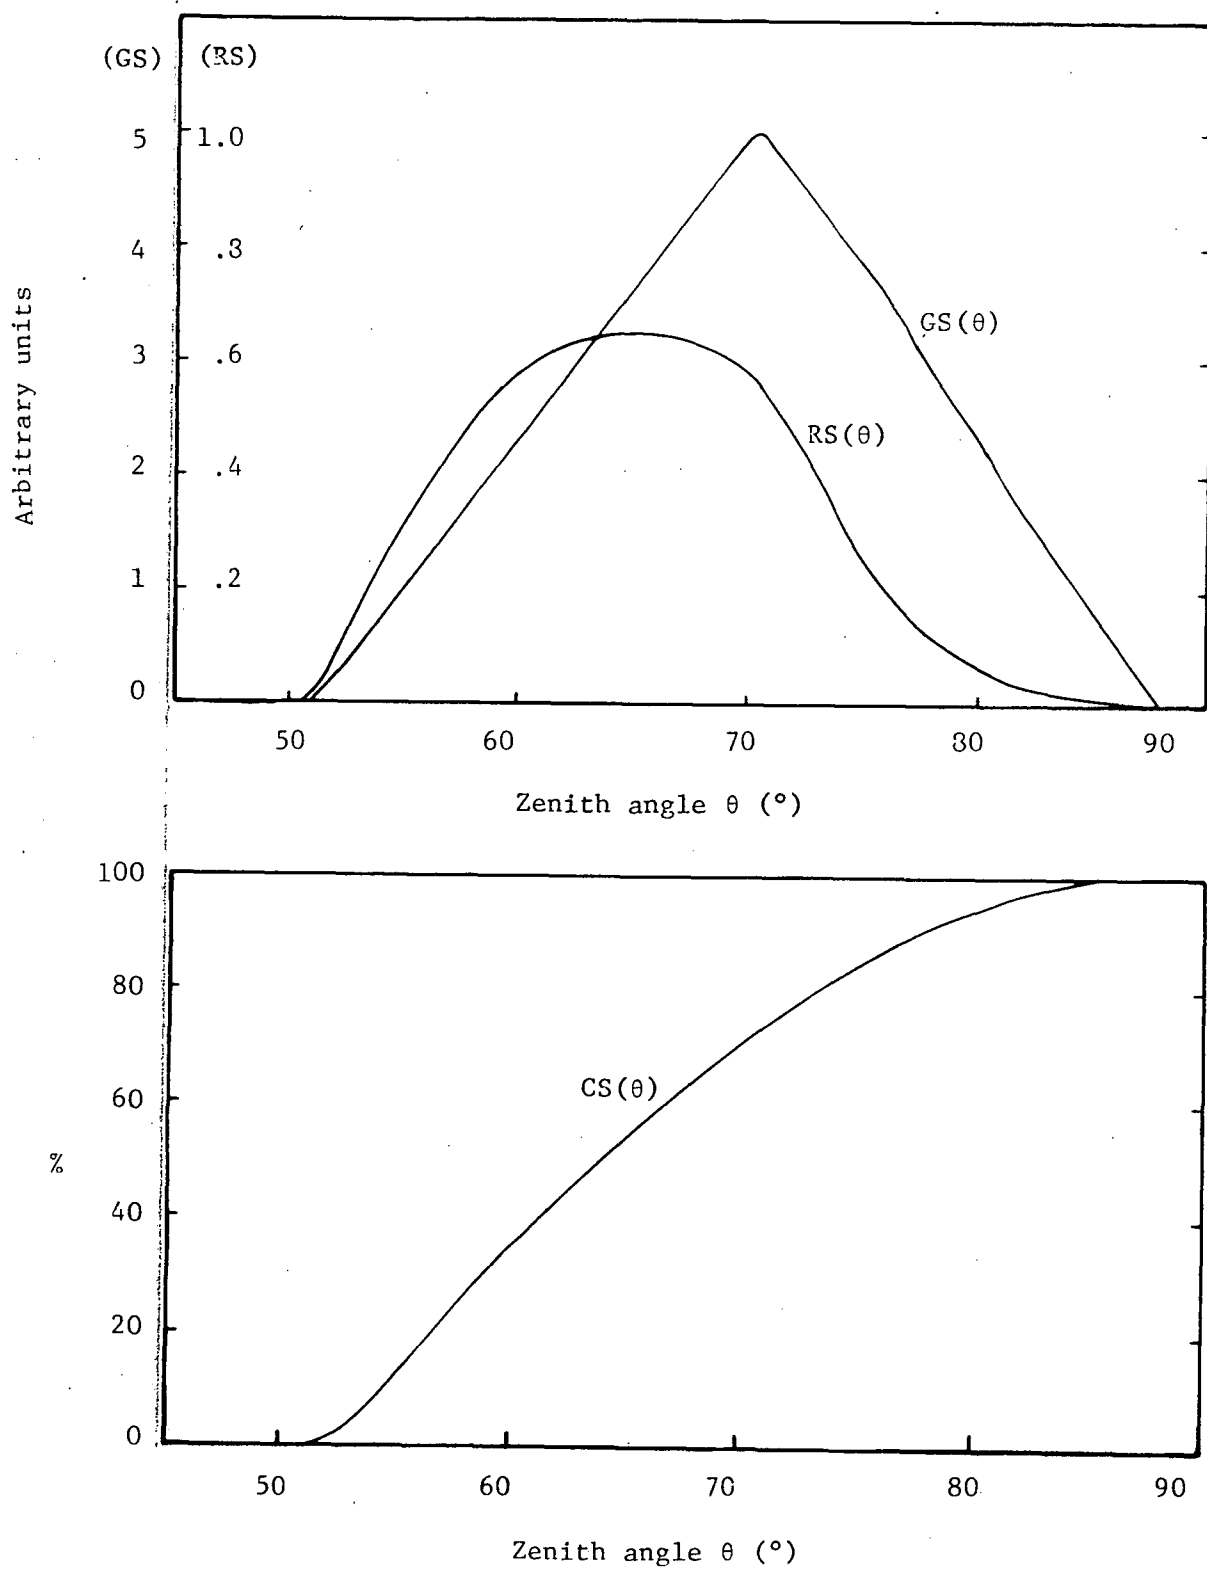 (GS) (RS)
5 1.0
4 .8
3 .6
2 .4
1 .2
0
Arbitrary units
GS(θ)
RS(θ)
50 60 70 80 90
Zenith angle θ (°)
100
80
60
40
20
0
%
CS(θ)
50 60 70 80 90
Zenith angle θ (°)